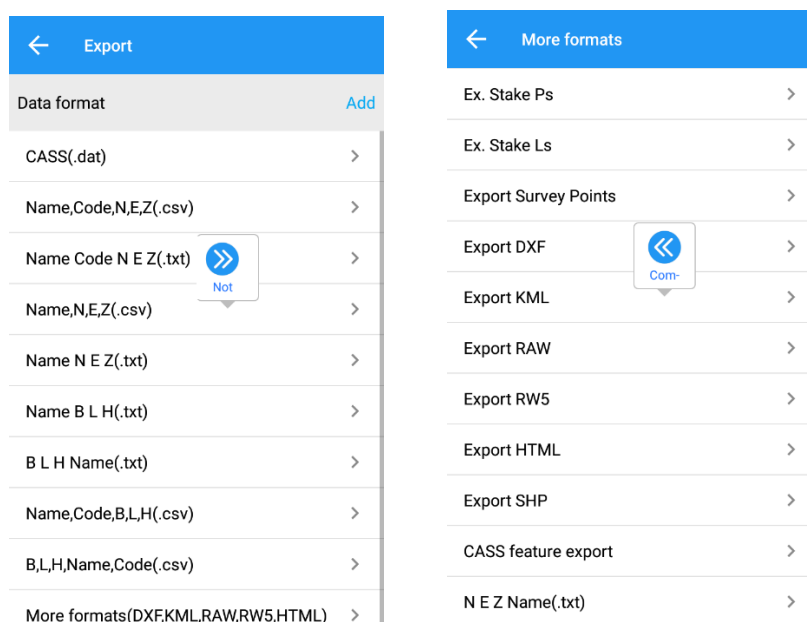 Export
Data format
Add
CASS(.dat)
Name,Code,N,E,Z(.csv)
Name Code N E Z(.txt)
Not
Name,N,E,Z(.csv)
Name N E Z(.txt)
Name B L H(.txt)
B L H Name(.txt)
Name,Code,B,L,H(.csv)
B,L,H,Name,Code(.csv)
More formats(DXF,KML,RAW,RW5,HTML)
More formats
Ex. Stake Ps
Ex. Stake Ls
Export Survey Points
Export DXF
Com-
Export KML
Export RAW
Export RW5
Export HTML
Export SHP
CASS feature export
N E Z Name(.txt)